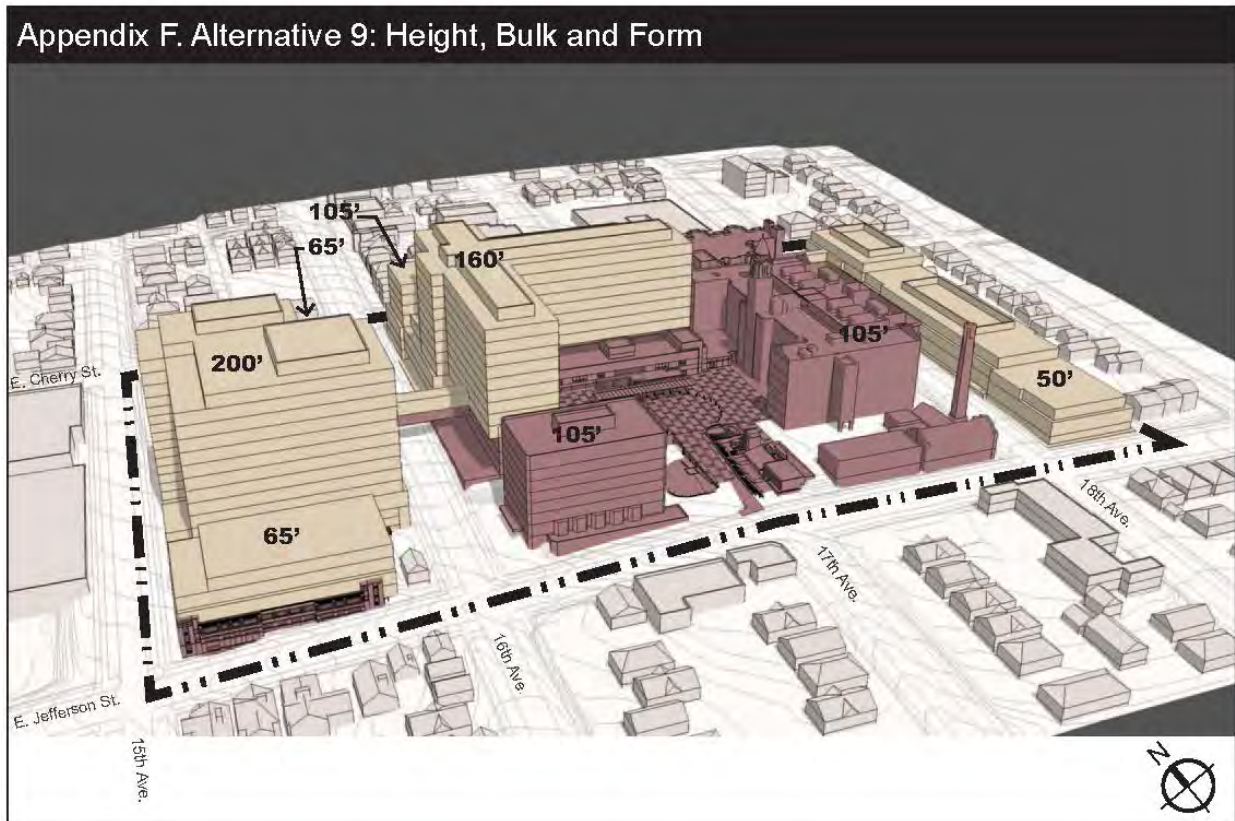 Appendix F. Alternative 9: Height, Bulk and Form
105'
65'
160'
200'
105'
50'
105'
65'
E. Cherry St.
18th Ave.
17th Ave.
16th Ave.
E. Jefferson St.
15th Ave.
N